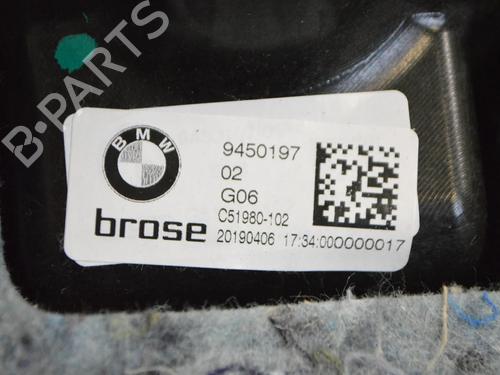 B-PARTS
BMW
9450197
02
G06
C51980-102
brose
20190406 17:34:000000017